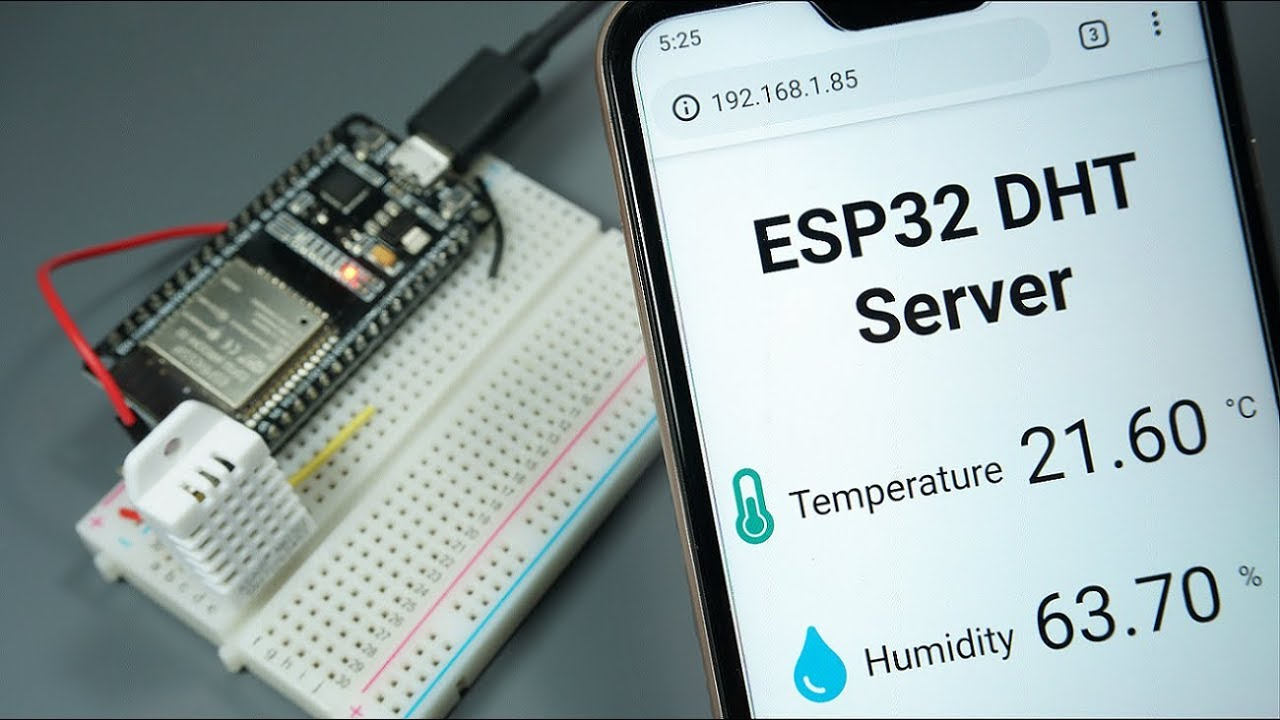 5:25
3
192.168.1.85
ESP32 DHT
Server
Temperature 21.60 °C
Humidity 63.70 %